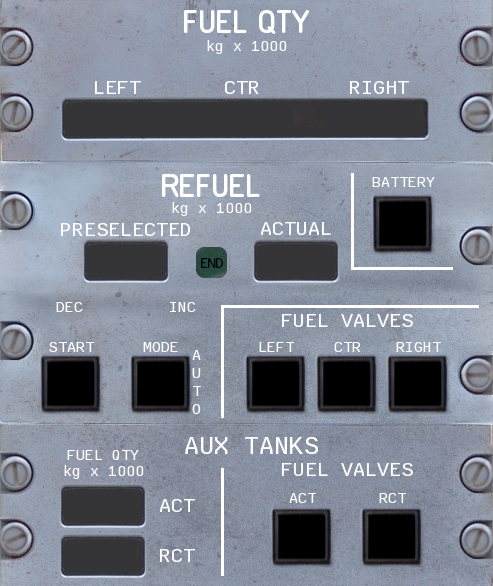 FUEL QTY
kg x 1000
LEFT CTR RIGHT
REFUEL
kg x 1000
BATTERY
PRESELECTED ACTUAL
END
DEC INC
FUEL VALVES
START MODE LEFT CTR RIGHT
AUTO
AUX TANKS
FUEL QTY
kg x 1000
FUEL VALVES
ACT
ACT RCT
RCT